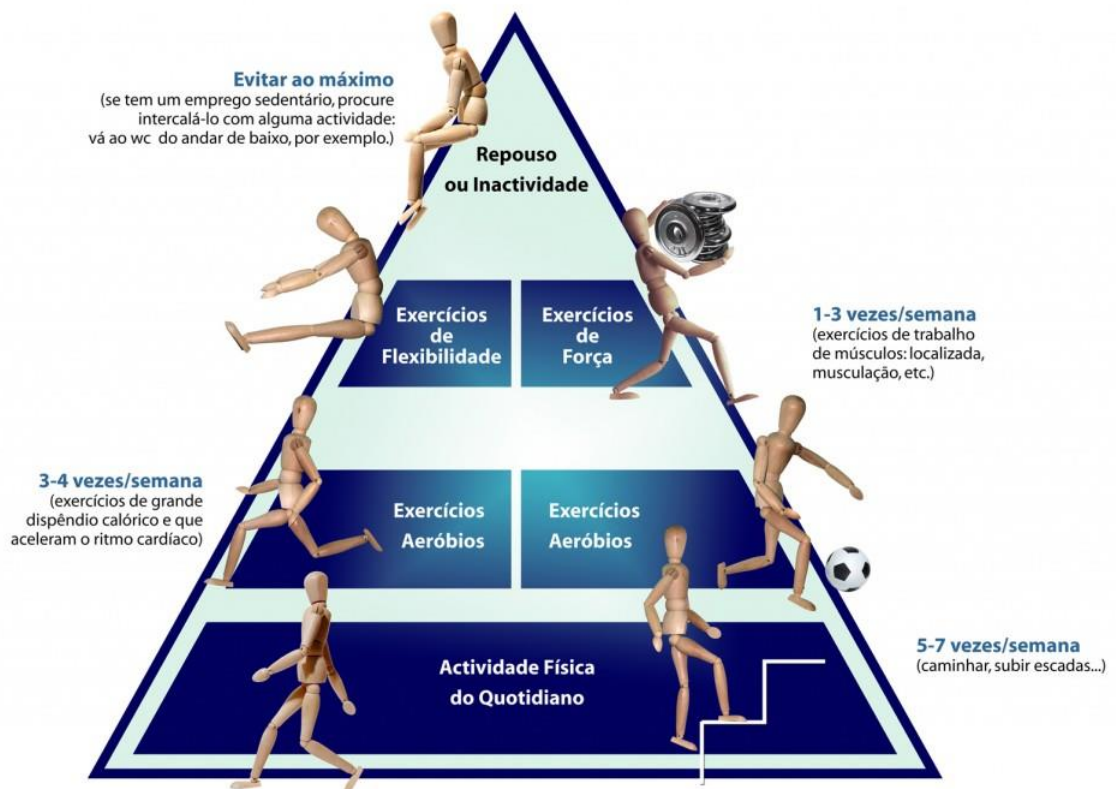 Evitar ao máximo
(se tem um emprego sedentário, procure
intercalá-lo com alguma actividade:
vá ao wc do andar de baixo, por exemplo.)
Repouso
ou Inactividade
Exercícios
de
Flexibilidade
Exercícios
de
Força
1-3 vezes/semana
(exercícios de trabalho
de músculos: localizada,
musculação, etc.)
3-4 vezes/semana
(exercícios de grande
dispêndio calórico e que
aceleram o ritmo cardíaco)
Exercícios
Aeróbios
Exercícios
Aeróbios
5-7 vezes/semana
(caminhar, subir escadas...)
Actividade Física
do Quotidiano